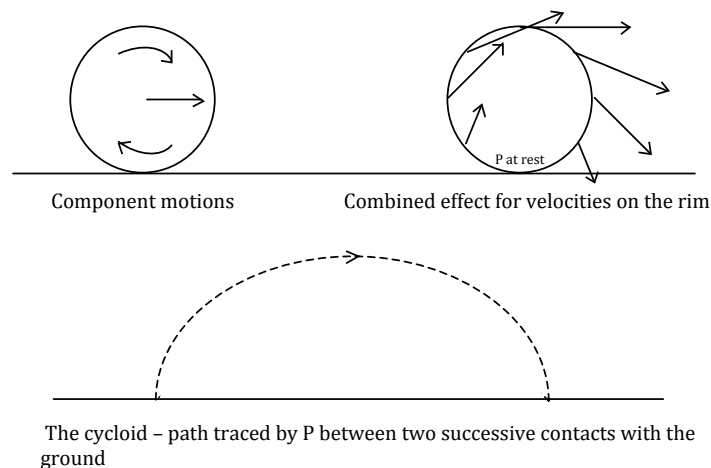 P at rest
Component motions
Combined effect for velocities on the rim
The cycloid – path traced by P between two successive contacts with the
ground